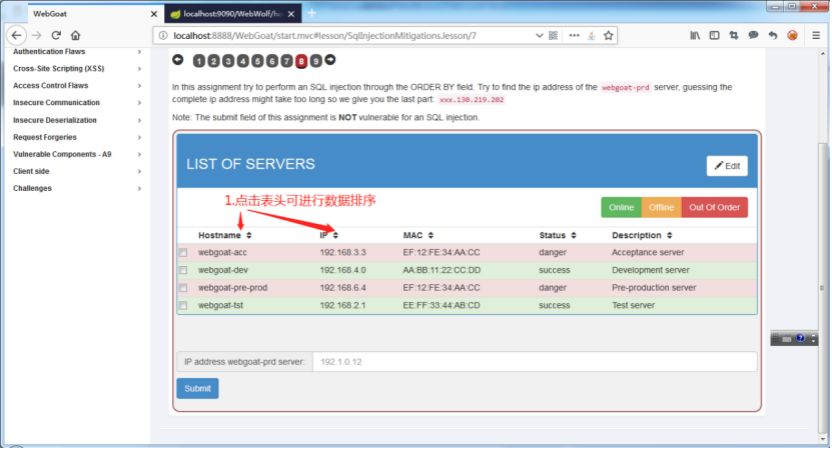 WebGoat
localhost:9090/WebWolf/ho
localhost:8888/WebGoat/start.mvc#lesson/SqlInjectionMitigations.lesson/7
Authentication Flaws
Cross-Site Scripting (XSS)
Access Control Flaws
Insecure Communication
Insecure Deserialization
Request Forgeries
Vulnerable Components - A9
Client side
Challenges
1 2 3 4 5 6 7 8 9
In this assignment try to perform an SQL injection through the ORDER BY field. Try to find the ip address of the webgoat-prd server, guessing the
complete ip address might take too long so we give you the last part: xxx.130.219.202
Note: The submit field of this assignment is NOT vulnerable for an SQL injection.
LIST OF SERVERS
Edit
1.点击表头可进行数据排序
Online Offline Out Of Order
Hostname IP MAC Status Description
webgoat-acc 192.168.3.3 EF:12:FE:34:AA:CC danger Acceptance server
webgoat-dev 192.168.4.0 AA:BB:11:22:CC:DD success Development server
webgoat-pre-prod 192.168.6.4 EF:12:FE:34:AA:CC danger Pre-production server
webgoat-tst 192.168.2.1 EE:FF:33:44:AB:CD success Test server
IP address webgoat-prd server: 192.1.0.12
Submit